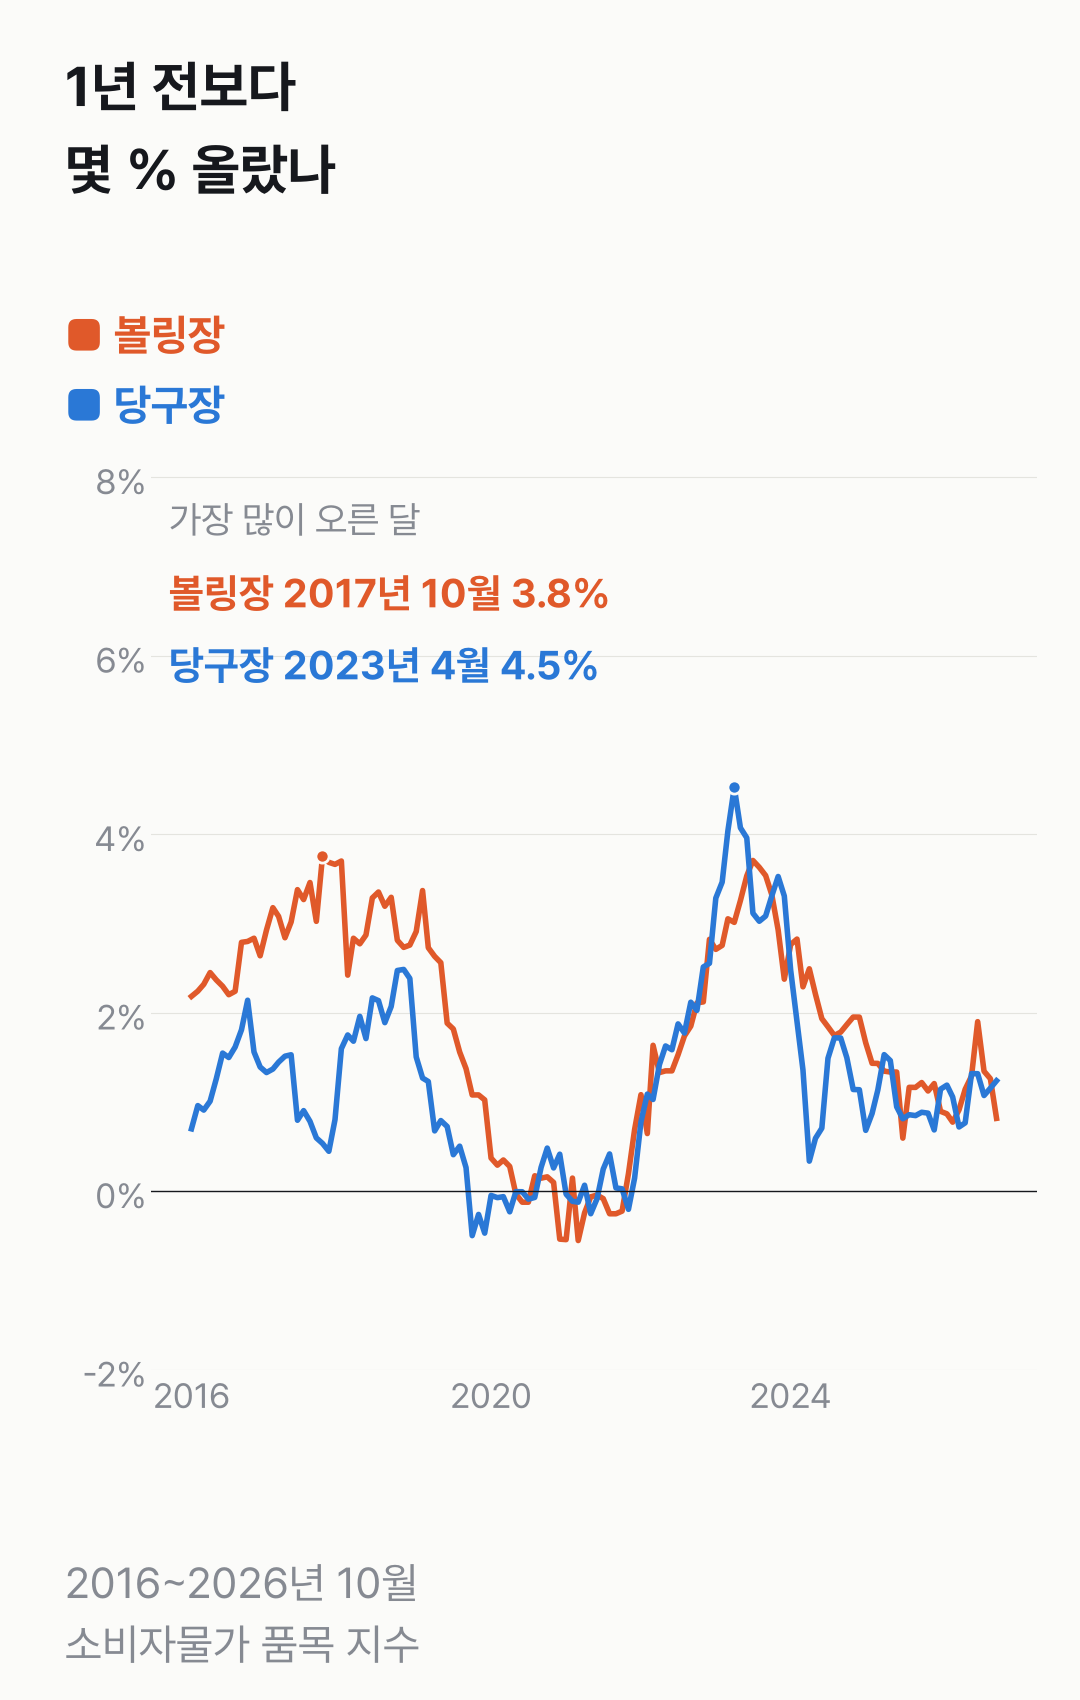 1년 전보다
몇 % 올랐나
볼링장
당구장
8%
가장 많이 오른 달
볼링장 2017년 10월 3.8%
6%
당구장 2023년 4월 4.5%
4%
2%
0%
-2%
2016
2020
2024
2016~2026년 10월
소비자물가 품목 지수